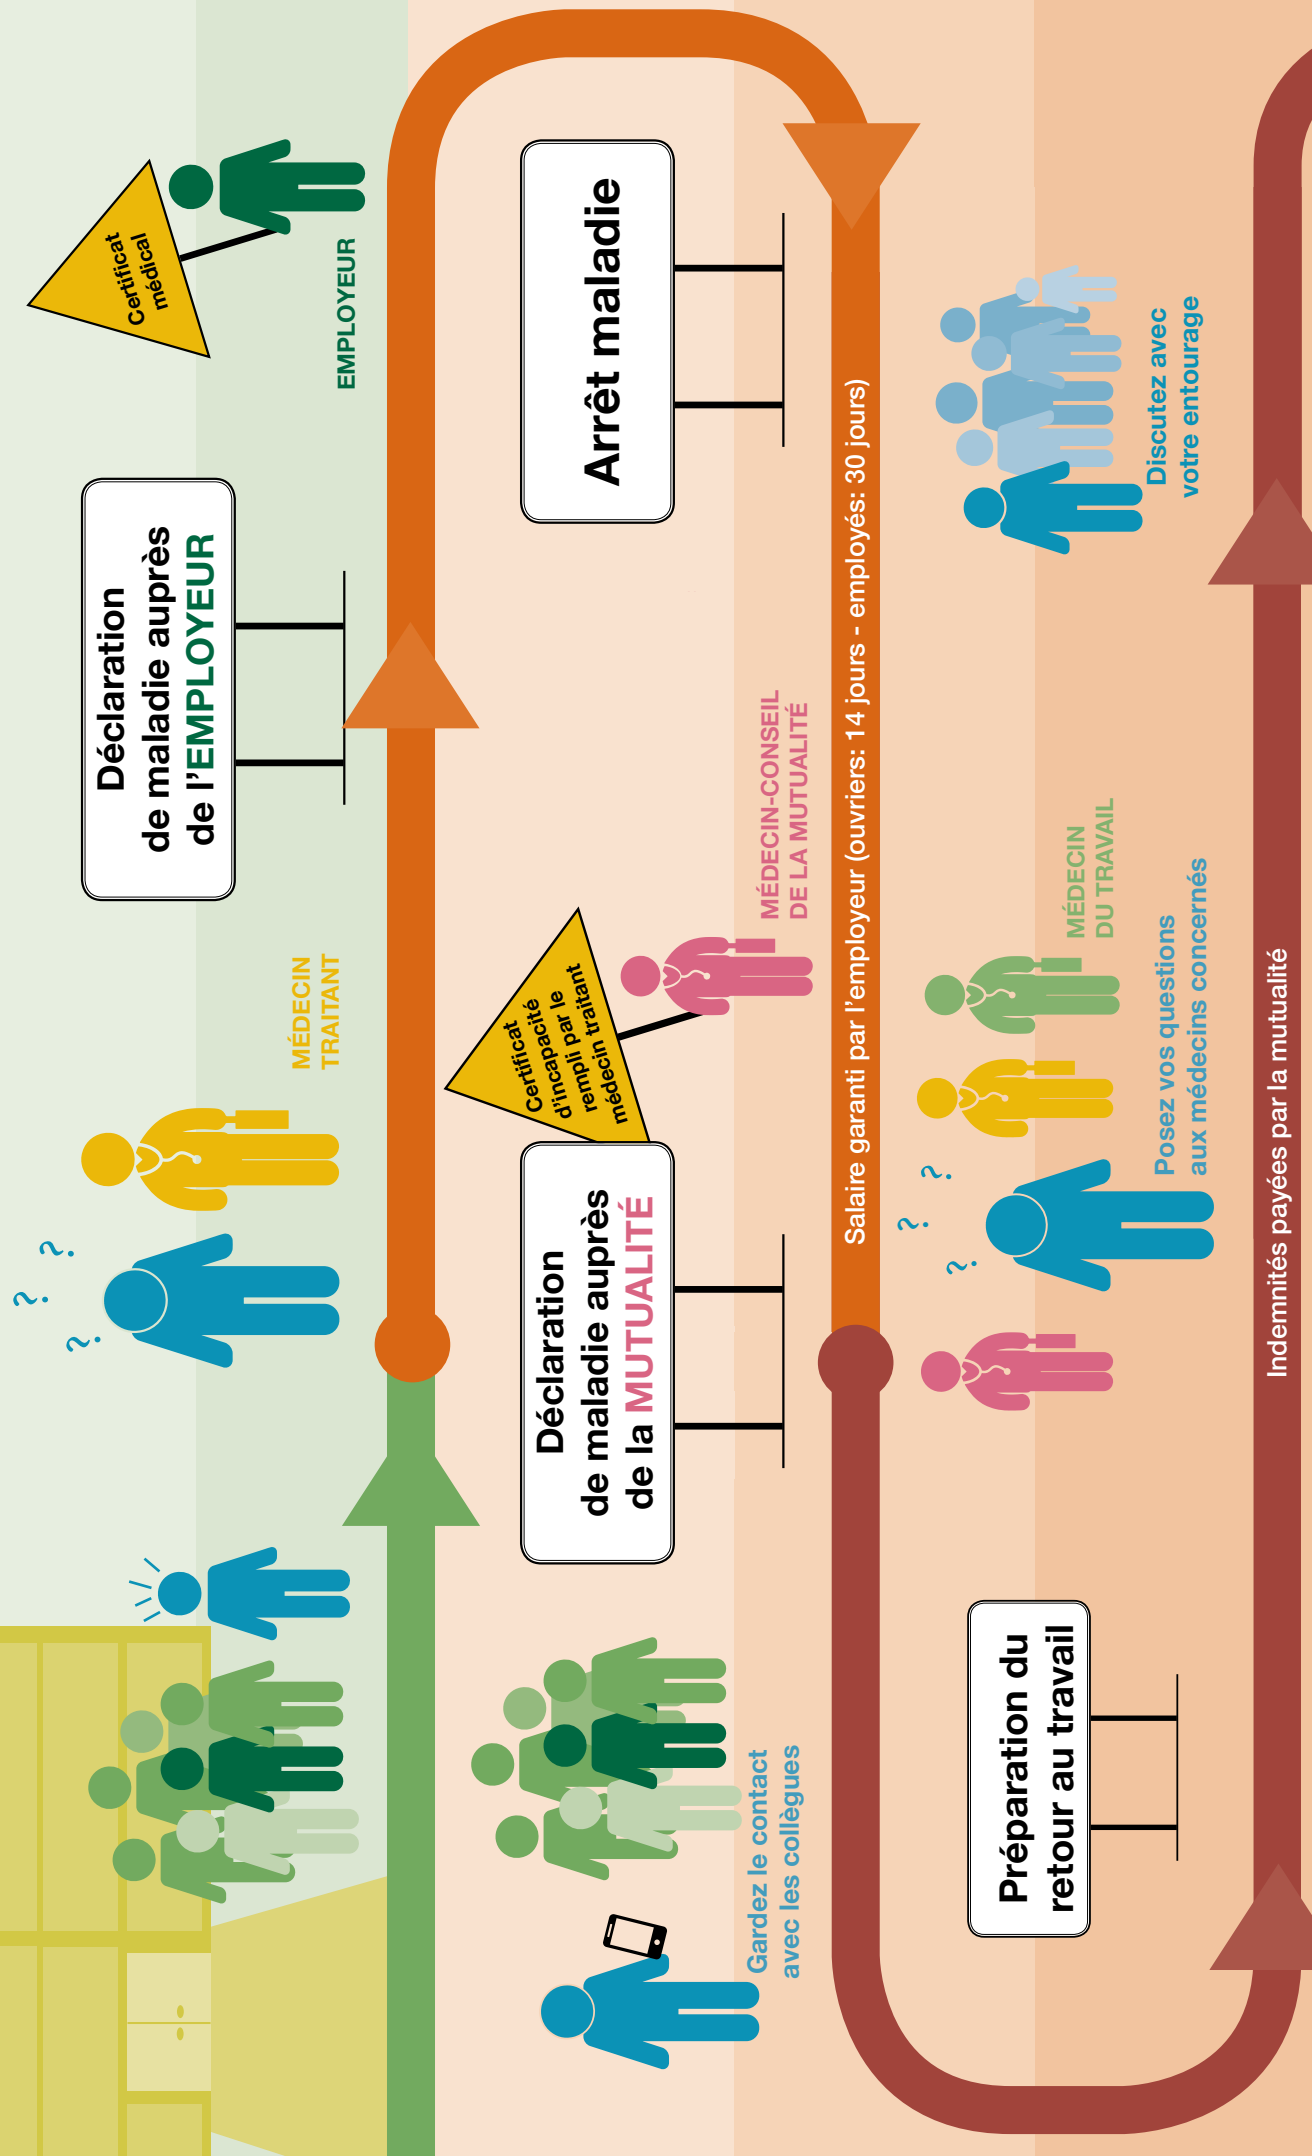 MÉDECIN
TRAITANT
Déclaration
de maladie auprès
de l'EMPLOYEUR
Certificat
médical
EMPLOYEUR
Gardez le contact
avec les collègues
Déclaration
de maladie auprès
de la MUTUALITÉ
Certificat
d'incapacité
rempli par le
médecin traitant
MÉDECIN-CONSEIL
DE LA MUTUALITÉ
Arrêt maladie
Salaire garanti par l'employeur (ouvriers: 14 jours - employés: 30 jours)
Préparation du
retour au travail
? ? ?
Posez vos questions
aux médecins concernés
MÉDECIN
DU TRAVAIL
Discutez avec
votre entourage
Indemnités payées par la mutualité